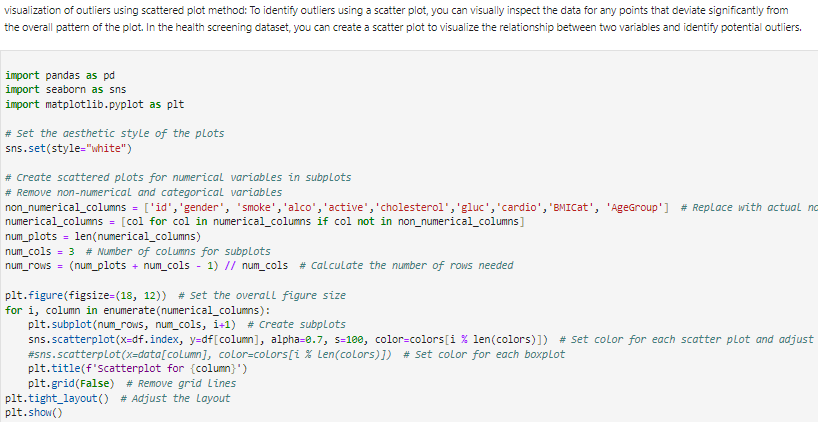 visualization of outliers using scattered plot method: To identify outliers using a scatter plot, you can visually inspect the data for any points that deviate significantly from
the overall pattern of the plot. In the health screening dataset, you can create a scatter plot to visualize the relationship between two variables and identify potential outliers.
import pandas as pd
import seaborn as sns
import matplotlib.pyplot as plt
# Set the aesthetic style of the plots
sns.set(style="white")
# Create scattered plots for numerical variables in subplots
# Remove non-numerical and categorical variables
non_numerical_columns = ['id','gender', 'smoke','alco','active','cholesterol','gluc','cardio','BMICat', 'AgeGroup']  # Replace with actual no
numerical_columns = [col for col in numerical_columns if col not in non_numerical_columns]
num_plots = len(numerical_columns)
num_cols = 3  # Number of columns for subplots
num_rows = (num_plots + num_cols - 1) // num_cols  # Calculate the number of rows needed
plt.figure(figsize=(18, 12))  # Set the overall figure size
for i, column in enumerate(numerical_columns):
    plt.subplot(num_rows, num_cols, i+1)  # Create subplots
    sns.scatterplot(x=df.index, y=df[column], alpha=0.7, s=100, color=colors[i % len(colors)])  # Set color for each scatter plot and adjust
    #sns.scatterplot(x=data[column], color=colors[i % len(colors)])  # Set color for each boxplot
    plt.title(f'Scatterplot for {column}')
    plt.grid(False)  # Remove grid lines
plt.tight_layout()  # Adjust the layout
plt.show()